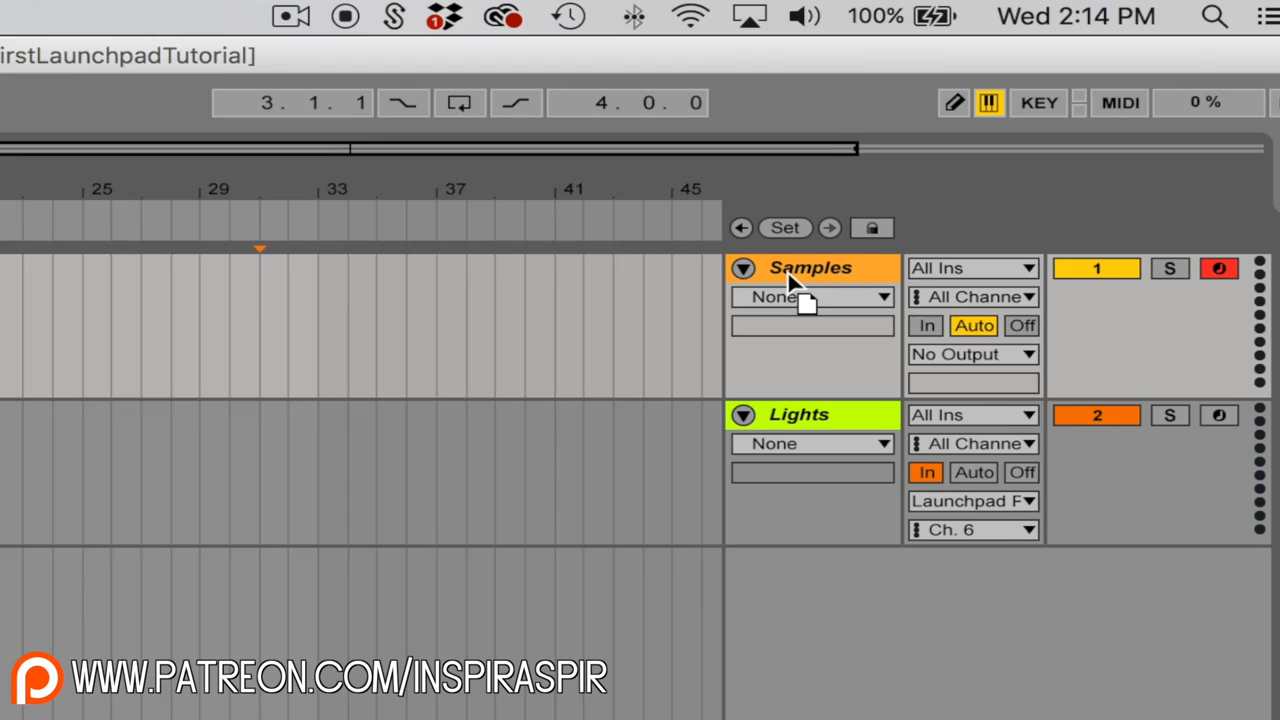 1
100%
Wed 2:14 PM
irstLaunchpadTutorial]
3. 1. 1
4. 0. 0
KEY
MIDI
0 %
25
29
33
37
41
45
Set
Samples
All Ins
1
S
None
All Channe
In
Auto
Off
No Output
Lights
All Ins
2
S
None
All Channe
In
Auto
Off
Launchpad F
Ch. 6
WWW.PATREON.COM/INSPIRASPIR